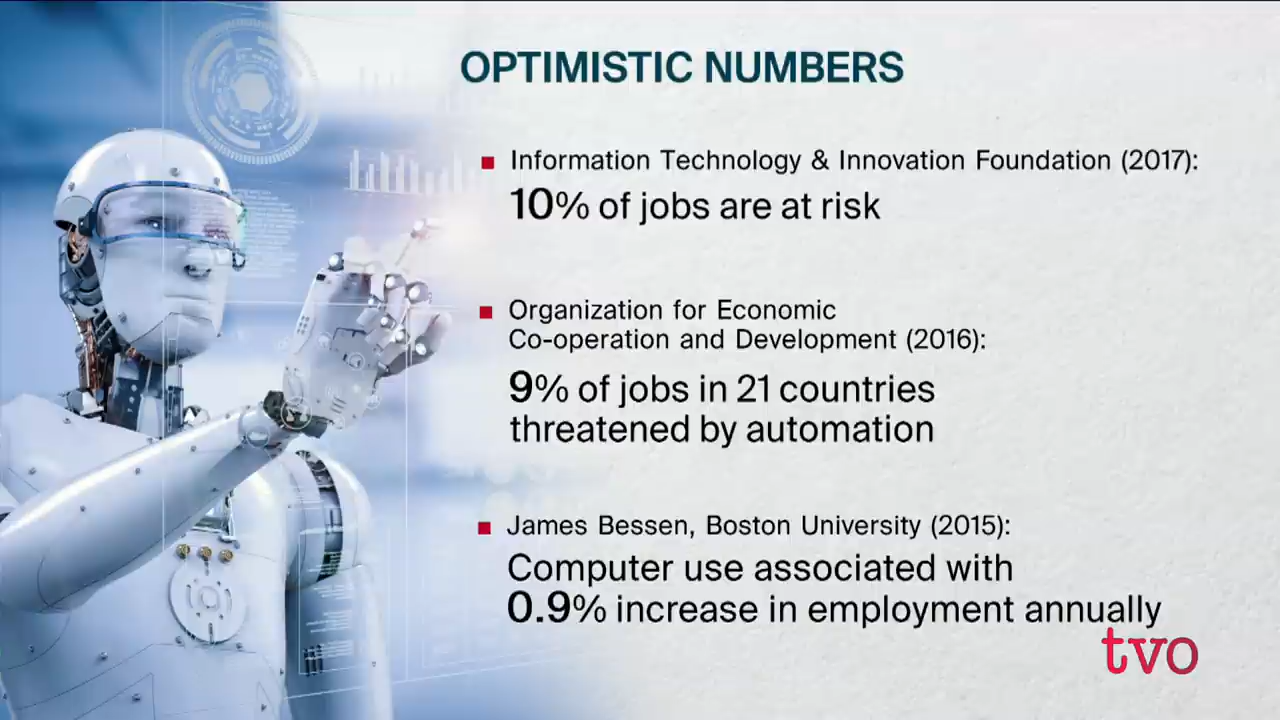 OPTIMISTIC NUMBERS
Information Technology & Innovation Foundation (2017):
10% of jobs are at risk
Organization for Economic
Co-operation and Development (2016):
9% of jobs in 21 countries
threatened by automation
James Bessen, Boston University (2015):
Computer use associated with
0.9% increase in employment annually
tvo